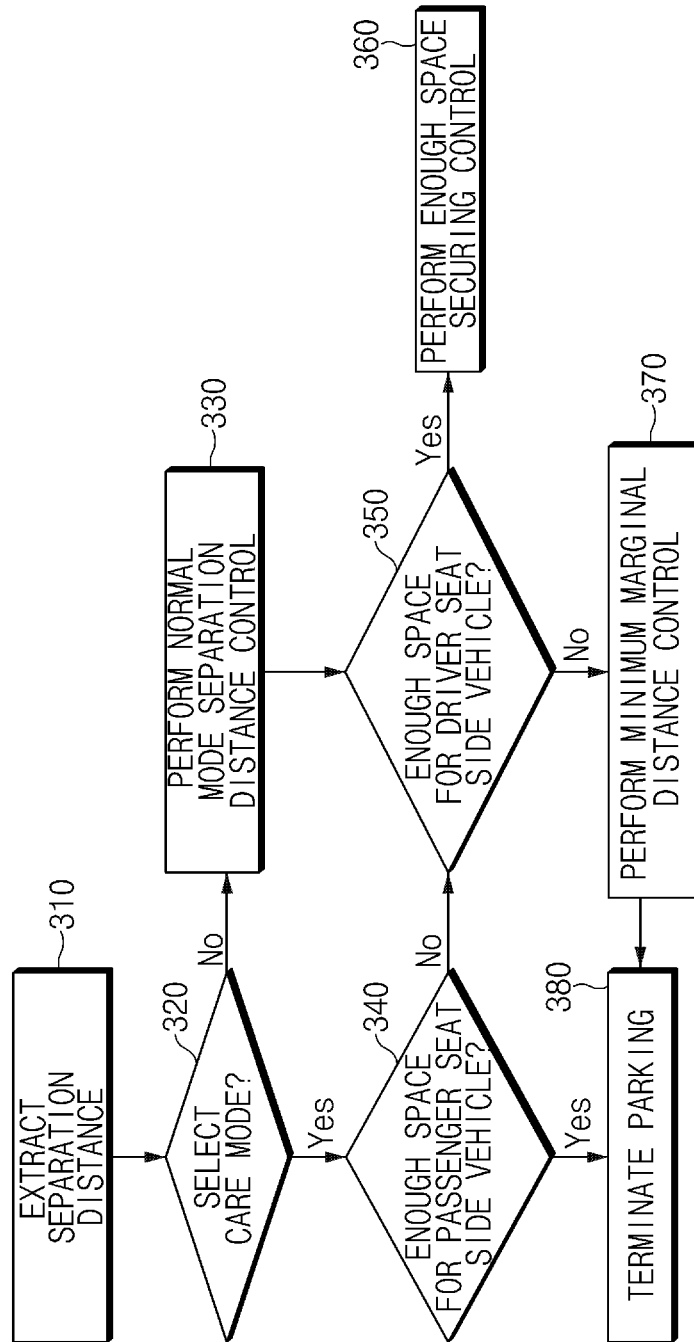 310
EXTRACT
SEPARATION
DISTANCE
320
SELECT
CARE MODE?
No
Yes
330
PERFORM NORMAL
MODE SEPARATION
DISTANCE CONTROL
340
ENOUGH SPACE
FOR PASSENGER SEAT
SIDE VEHICLE?
No
Yes
350
ENOUGH SPACE
FOR DRIVER SEAT
SIDE VEHICLE?
Yes
No
360
PERFORM ENOUGH SPACE
SECURING CONTROL
370
PERFORM MINIMUM MARGINAL
DISTANCE CONTROL
380
TERMINATE PARKING